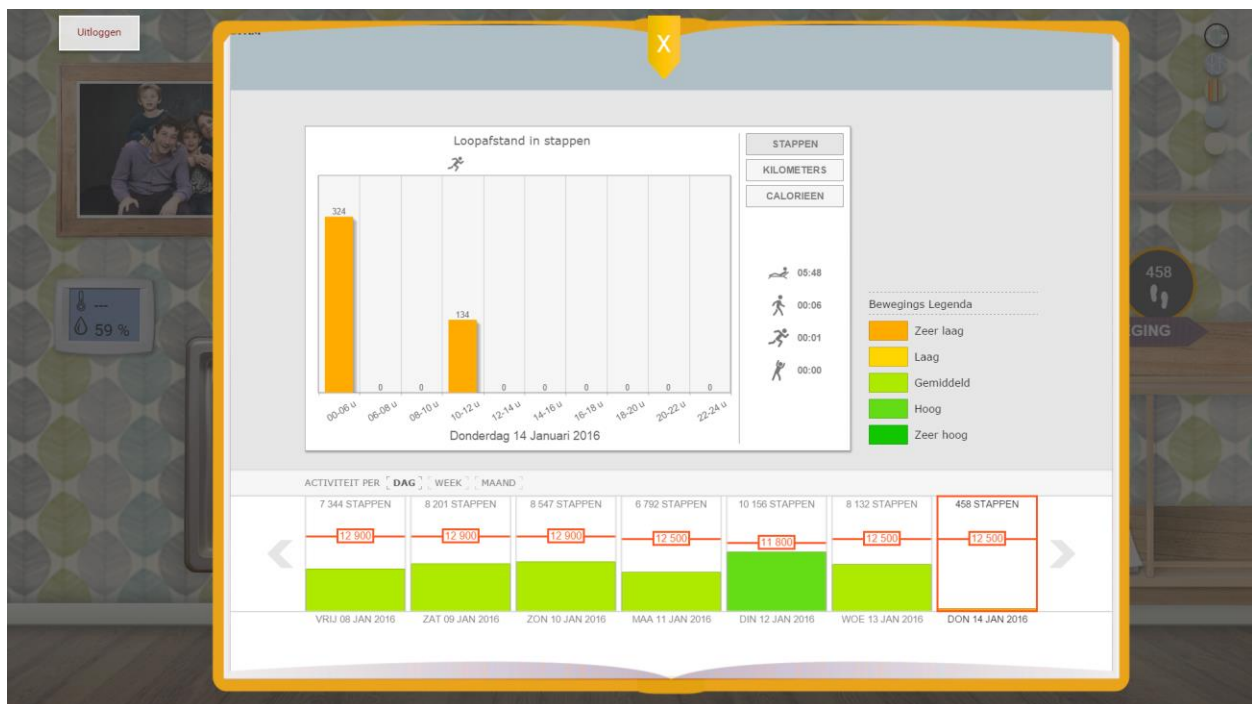 Uitloggen
X
Loopafstand in stappen
STAPPEN
KILOMETERS
CALORIEEN
324
134
0 0 0 0 0 0 0 0
00-06 u 06-08 u 08-10 u 10-12 u 12-14 u 14-16 u 16-18 u 18-20 u 20-22 u 22-24 u
Donderdag 14 Januari 2016
05:48
00:06
00:01
00:00
Bewegings Legenda
Zeer laag
Laag
Gemiddeld
Hoog
Zeer hoog
---
59 %
458
GING
ACTIVITEIT PER [DAG] [WEEK] [MAAND]
7 344 STAPPEN 8 201 STAPPEN 8 547 STAPPEN 6 792 STAPPEN 10 156 STAPPEN 8 132 STAPPEN 458 STAPPEN
12 900 12 900 12 900 12 500 11 800 12 500 12 500
VRIJ 08 JAN 2016 ZAT 09 JAN 2016 ZON 10 JAN 2016 MAA 11 JAN 2016 DIN 12 JAN 2016 WOE 13 JAN 2016 DON 14 JAN 2016